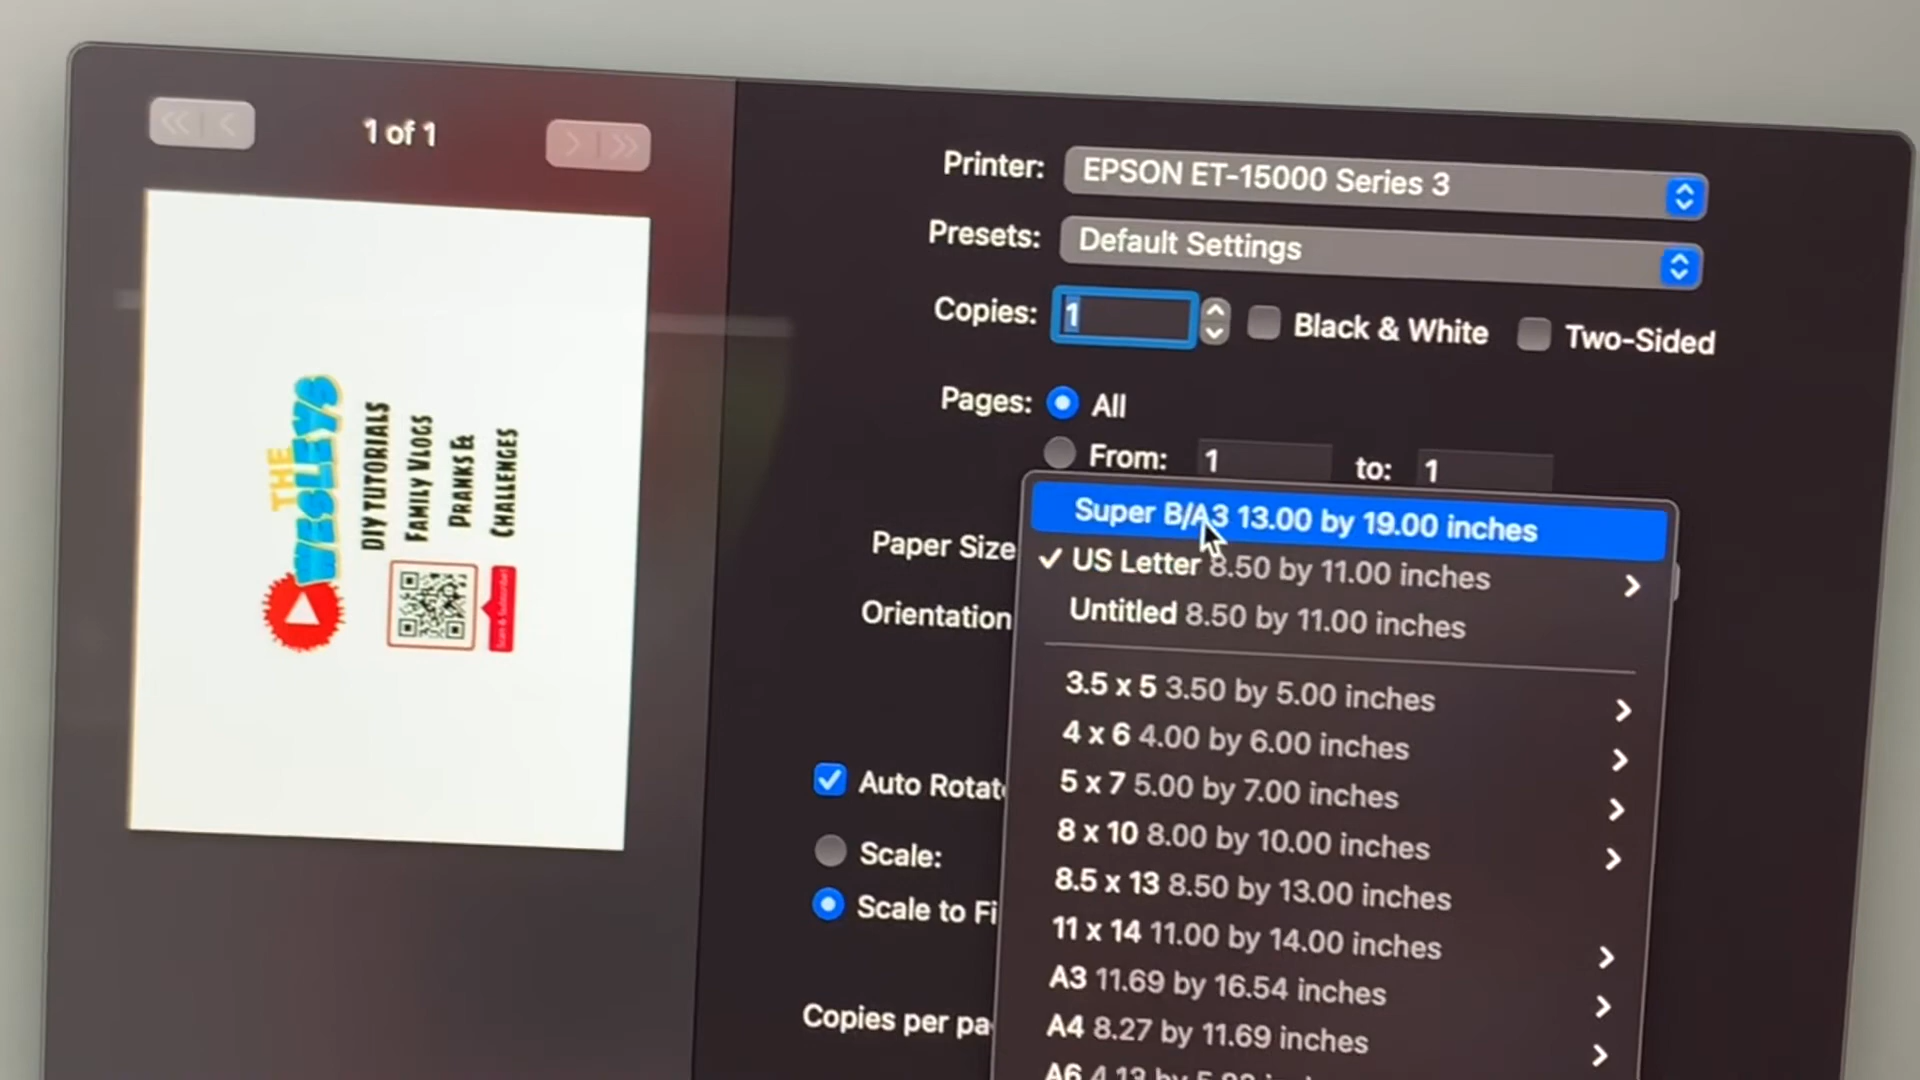 1 of 1
THE
WESLEYS
DIY TUTORIALS
FAMILY VLOGS
PRANKS &
CHALLENGES
Scan & Subscribe!
Printer: EPSON ET-15000 Series 3
Presets: Default Settings
Copies: 1 Black & White Two-Sided
Pages: All
From: 1 to: 1
Paper Size
Super B/A3 13.00 by 19.00 inches
US Letter 8.50 by 11.00 inches
Untitled 8.50 by 11.00 inches
Orientation
3.5 x 5 3.50 by 5.00 inches
4 x 6 4.00 by 6.00 inches
5 x 7 5.00 by 7.00 inches
8 x 10 8.00 by 10.00 inches
8.5 x 13 8.50 by 13.00 inches
11 x 14 11.00 by 14.00 inches
A3 11.69 by 16.54 inches
A4 8.27 by 11.69 inches
A6
Auto Rotate
Scale:
Scale to Fi
Copies per pa